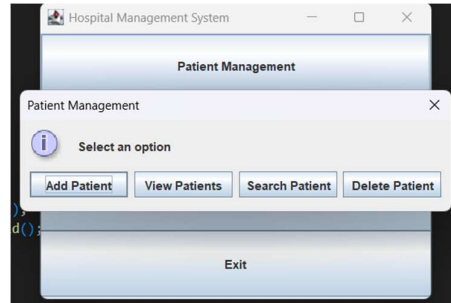 Hospital Management System
Patient Management
Patient Management
Select an option
Add Patient View Patients Search Patient Delete Patient
);
d();
Exit